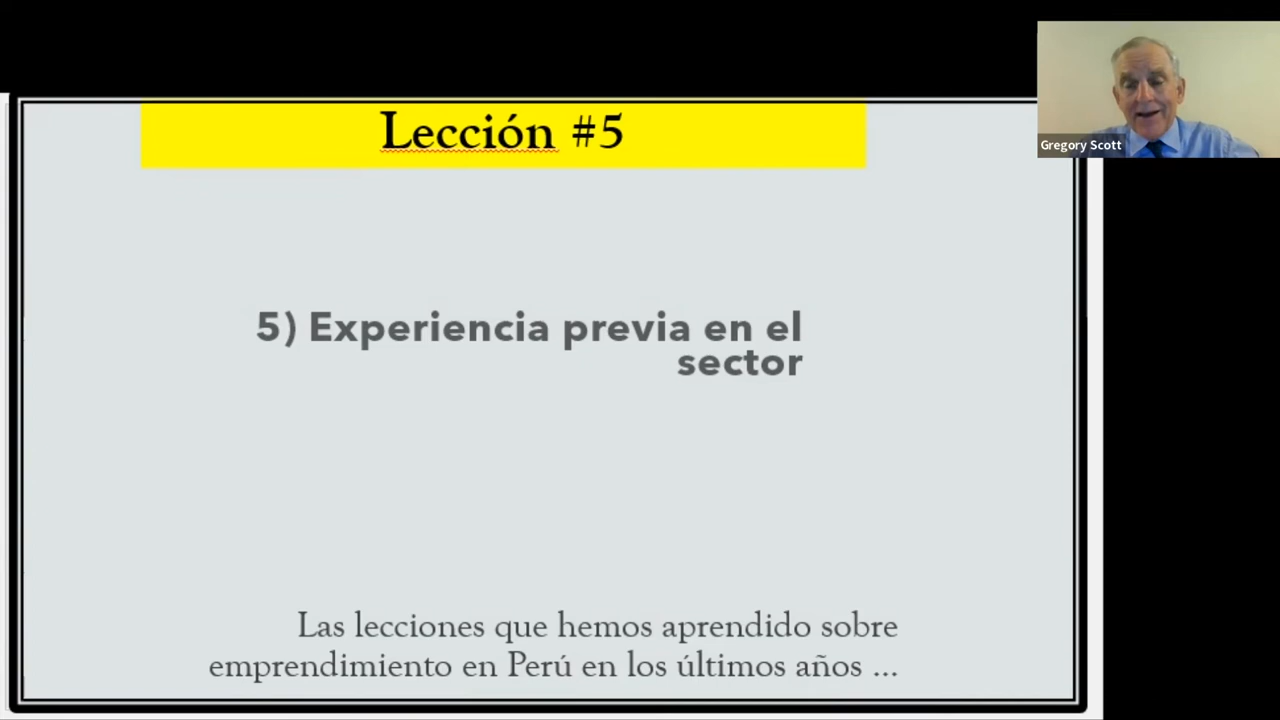 Lección #5
Gregory Scott
5) Experiencia previa en el
sector
Las lecciones que hemos aprendido sobre
emprendimiento en Perú en los últimos años ...